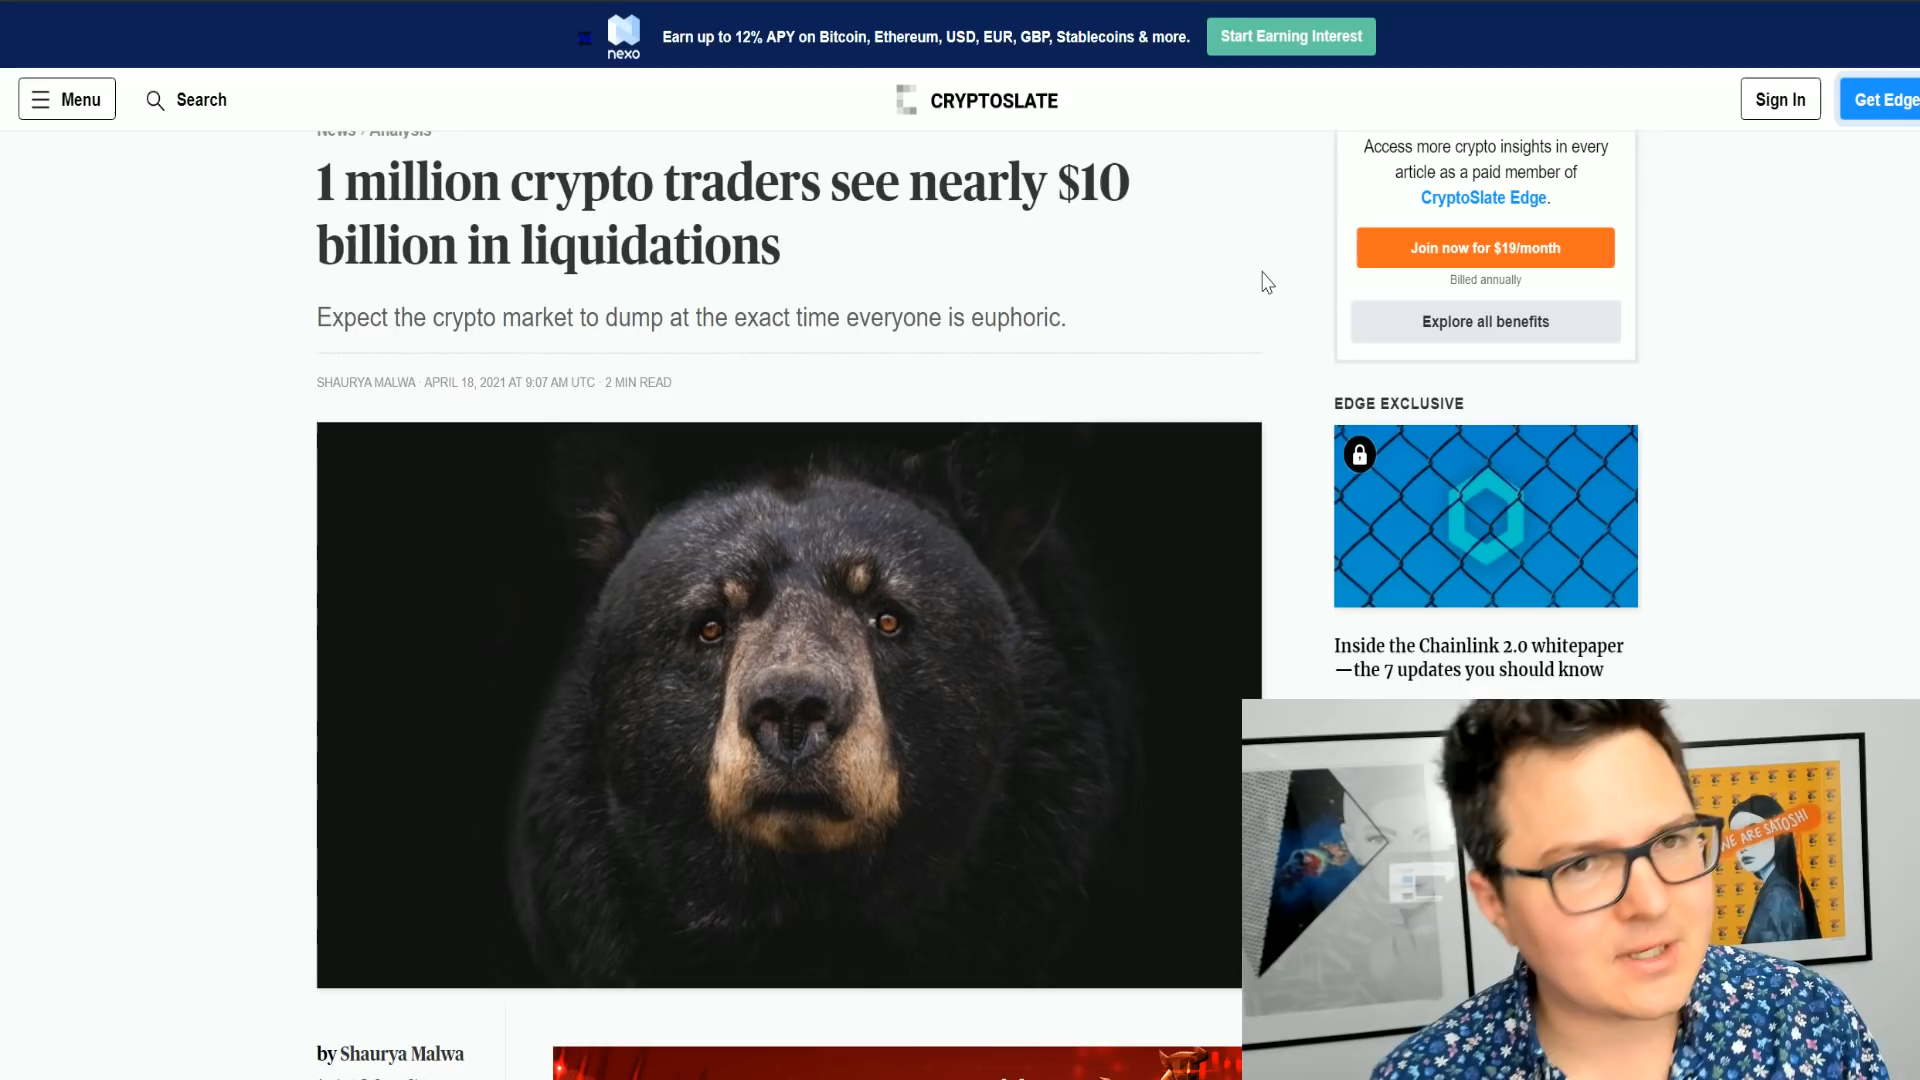 nexo
Earn up to 12% APY on Bitcoin, Ethereum, USD, EUR, GBP, Stablecoins & more.
Start Earning Interest
Menu
Search
CRYPTOSLATE
Sign In
Get Edge
News / Analysis
1 million crypto traders see nearly $10
billion in liquidations
Expect the crypto market to dump at the exact time everyone is euphoric.
SHAURYA MALWA · APRIL 18, 2021 AT 9:07 AM UTC · 2 MIN READ
by Shaurya Malwa
Access more crypto insights in every
article as a paid member of
CryptoSlate Edge.
Join now for $19/month
Billed annually
Explore all benefits
EDGE EXCLUSIVE
Inside the Chainlink 2.0 whitepaper
—the 7 updates you should know
WE ARE SATOSHI